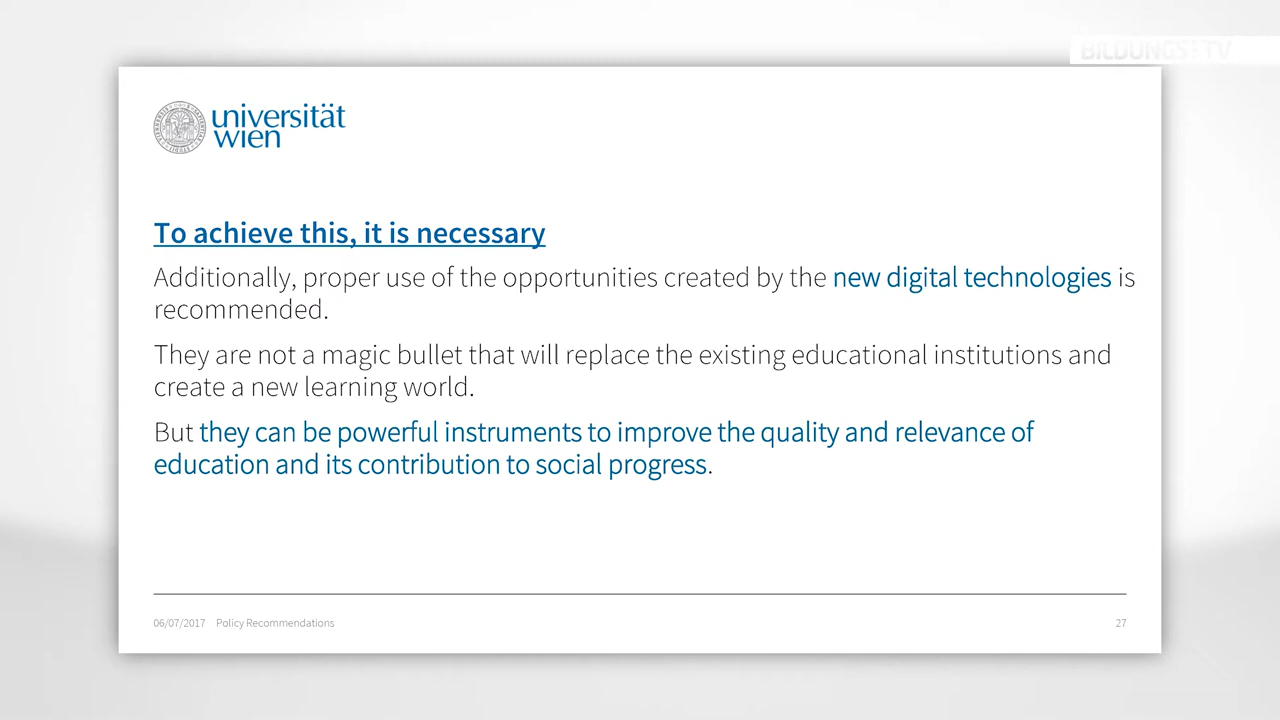 BILDUNGS TV
universität
wien
To achieve this, it is necessary
Additionally, proper use of the opportunities created by the new digital technologies is
recommended.
They are not a magic bullet that will replace the existing educational institutions and
create a new learning world.
But they can be powerful instruments to improve the quality and relevance of
education and its contribution to social progress.
06/07/2017 Policy Recommendations
27